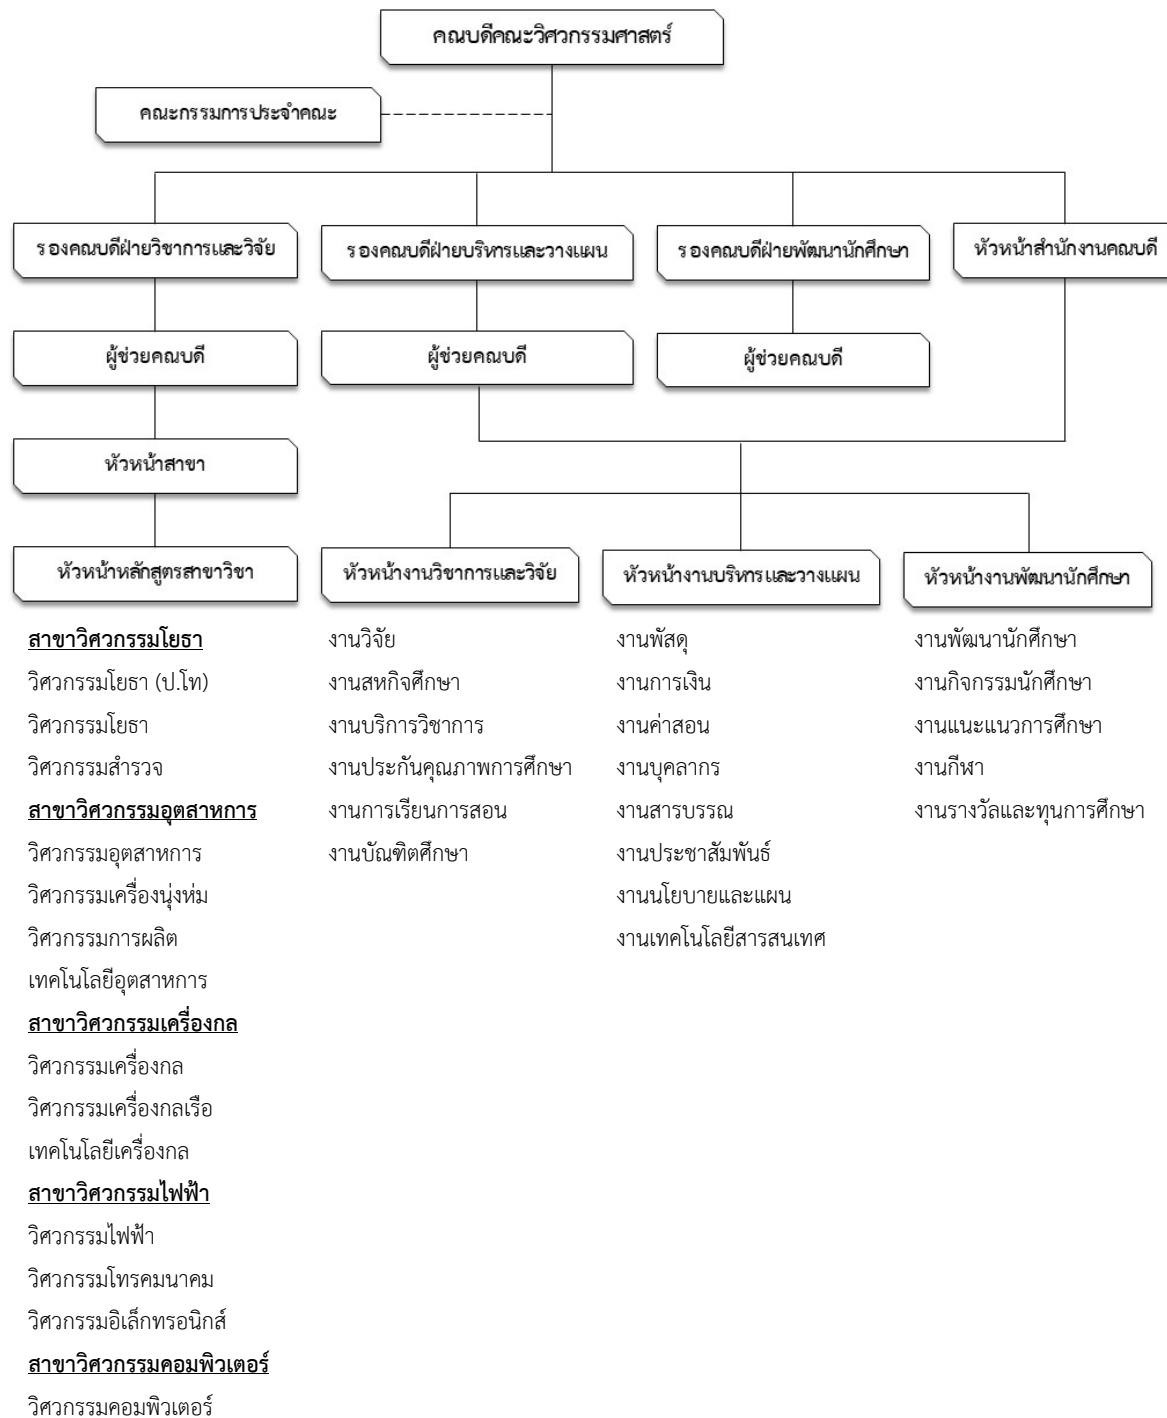 คณบดีคณะวิศวกรรมศาสตร์
คณะกรรมการประจำคณะ
รองคณบดีฝ่ายวิชาการและวิจัย
รองคณบดีฝ่ายบริหารและวางแผน
รองคณบดีฝ่ายพัฒนานักศึกษา
หัวหน้าสำนักงานคณบดี
ผู้ช่วยคณบดี
ผู้ช่วยคณบดี
ผู้ช่วยคณบดี
หัวหน้าสาขา
หัวหน้าหลักสูตรสาขาวิชา
หัวหน้างานวิชาการและวิจัย
หัวหน้างานบริหารและวางแผน
หัวหน้างานพัฒนานักศึกษา
สาขาวิศวกรรมโยธา
วิศวกรรมโยธา (ป.โท)
วิศวกรรมโยธา
วิศวกรรมสำรวจ
สาขาวิศวกรรมอุตสาหการ
วิศวกรรมอุตสาหการ
วิศวกรรมเครื่องนุ่งห่ม
วิศวกรรมการผลิต
เทคโนโลยีอุตสาหการ
สาขาวิศวกรรมเครื่องกล
วิศวกรรมเครื่องกล
วิศวกรรมเครื่องกลเรือ
เทคโนโลยีเครื่องกล
สาขาวิศวกรรมไฟฟ้า
วิศวกรรมไฟฟ้า
วิศวกรรมโทรคมนาคม
วิศวกรรมอิเล็กทรอนิกส์
สาขาวิศวกรรมคอมพิวเตอร์
วิศวกรรมคอมพิวเตอร์
งานวิจัย
งานสหกิจศึกษา
งานบริการวิชาการ
งานประกันคุณภาพการศึกษา
งานการเรียนการสอน
งานบัณฑิตศึกษา
งานพัสดุ
งานการเงิน
งานค่าสอน
งานบุคลากร
งานสารบรรณ
งานประชาสัมพันธ์
งานนโยบายและแผน
งานเทคโนโลยีสารสนเทศ
งานพัฒนานักศึกษา
งานกิจกรรมนักศึกษา
งานแนะแนวการศึกษา
งานกีฬา
งานรางวัลและทุนการศึกษา